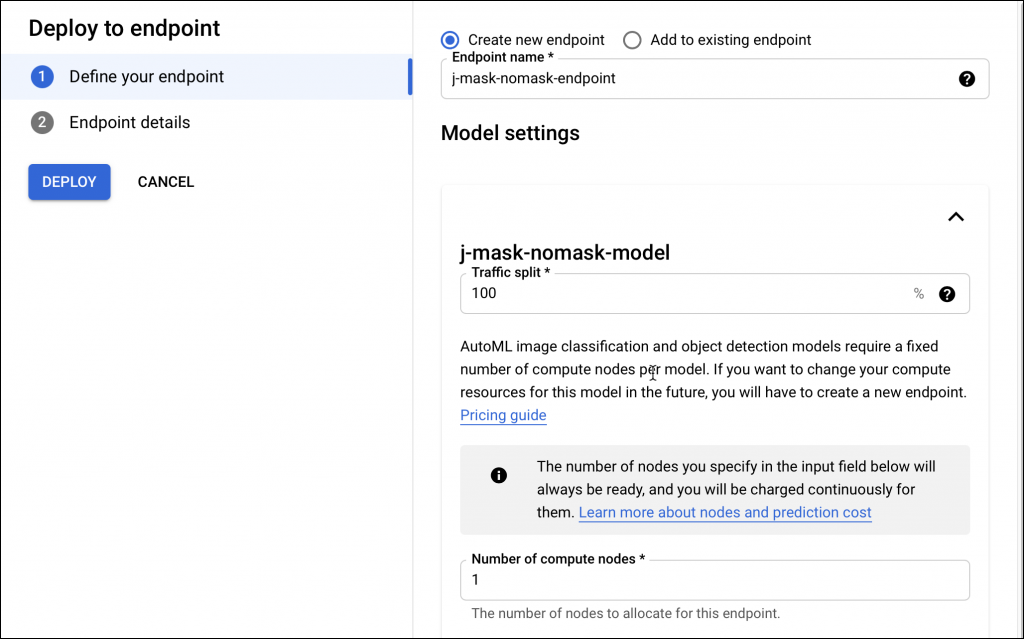 Deploy to endpoint
1 Define your endpoint
2 Endpoint details
DEPLOY CANCEL
Create new endpoint Add to existing endpoint
Endpoint name *
j-mask-nomask-endpoint
?
Model settings
j-mask-nomask-model
Traffic split *
100 % ?
AutoML image classification and object detection models require a fixed
number of compute nodes per model. If you want to change your compute
resources for this model in the future, you will have to create a new endpoint.
Pricing guide
The number of nodes you specify in the input field below will
always be ready, and you will be charged continuously for
them. Learn more about nodes and prediction cost
Number of compute nodes *
1
The number of nodes to allocate for this endpoint.